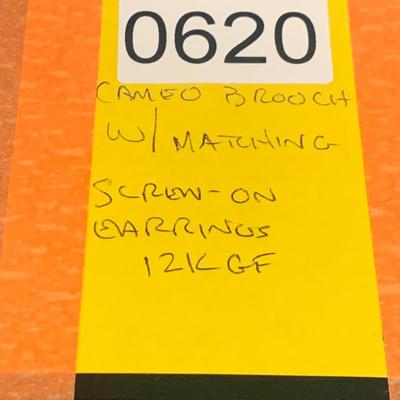 0620
CAMEO BROOCH
W/ MATCHING
SCREW-ON
EARRINGS
12K GF